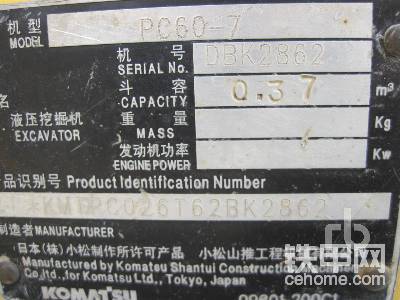 机型 PC60-7
MODEL
机号 DBK2862
SERIAL No.
斗容 0.37 m³
CAPACITY
名
液压挖掘机
EXCAVATOR
重量 Kg
MASS
发动机功率 Kw
ENGINE POWER
产品识别号 Product Identification Number
制造者 MANUFACTURER
日本(株)小松制作所许可产品 小松山推工程
Manufactured by Komatsu Shantui Construction
Co., Ltd., for Komatsu Ltd., Tokyo, Japan
KOMATSU
铁甲网